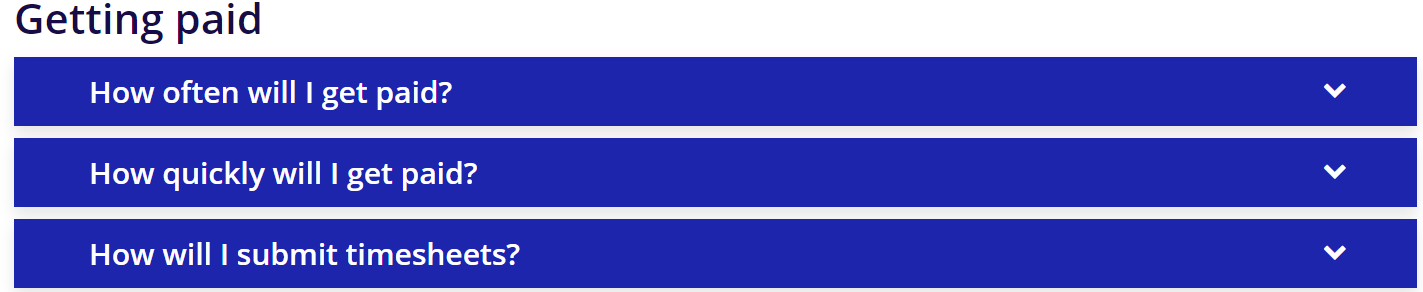 Getting paid
How often will I get paid?
How quickly will I get paid?
How will I submit timesheets?